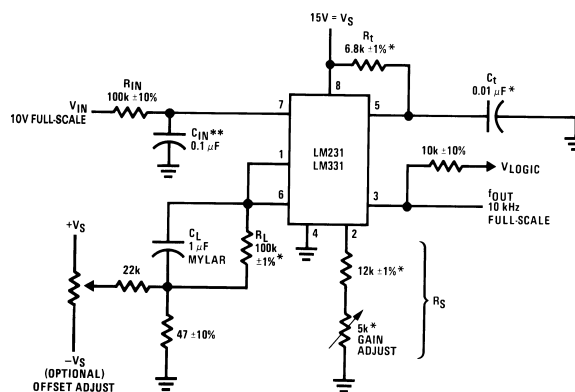 15V = VS
Rt
6.8k ±1% *
Ct
0.01 μF *
RIN
100k ±10%
VIN
10V FULL-SCALE
CIN**
0.1 μF
8
7
5
1
6
LM231
LM331
3
4
2
10k ±10%
VLOGIC
fOUT
10 kHz
FULL-SCALE
+VS
CL
1 μF
MYLAR
RL
100k
±1%*
22k
47 ±10%
12k ±1%*
5k*
GAIN
ADJUST
RS
−VS
(OPTIONAL)
OFFSET ADJUST